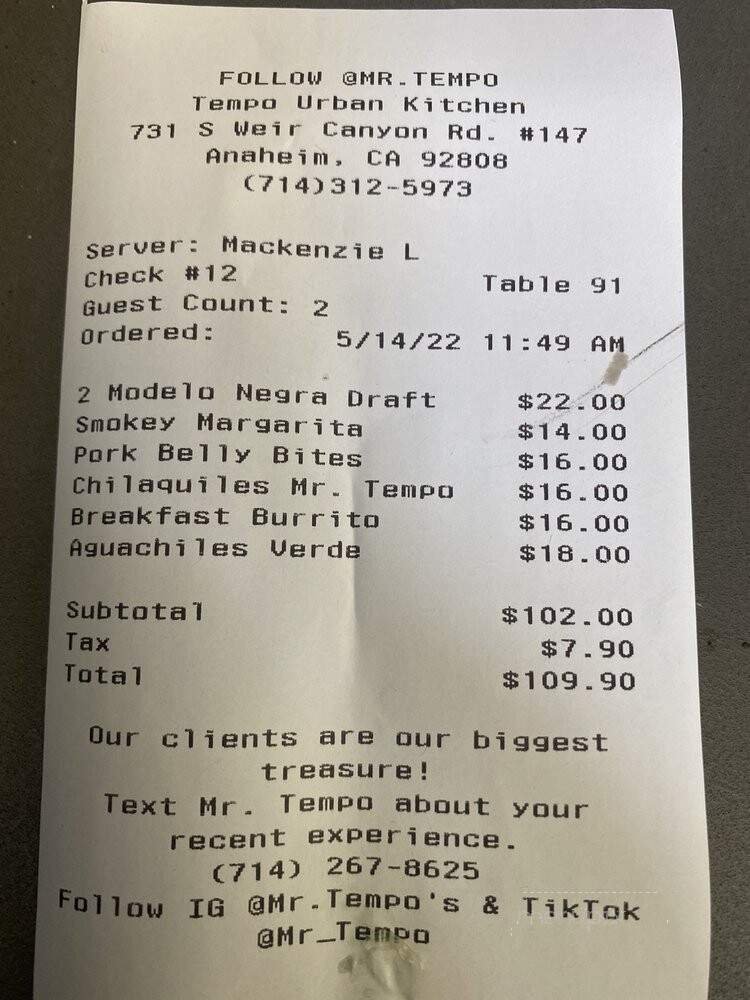 FOLLOW @MR.TEMPO
Tempo Urban Kitchen
731 S Weir Canyon Rd. #147
Anaheim, CA 92808
(714)312-5973
Server: Mackenzie L
Check #12 Table 91
Guest Count: 2
Ordered: 5/14/22 11:49 AM
2 Modelo Negra Draft $22.00
Smokey Margarita $14.00
Pork Belly Bites $16.00
Chilaquiles Mr. Tempo $16.00
Breakfast Burrito $16.00
Aguachiles Verde $18.00
Subtotal $102.00
Tax $7.90
Total $109.90
Our clients are our biggest
treasure!
Text Mr. Tempo about your
recent experience.
(714) 267-8625
Follow IG @Mr.Tempo's & TikTok
@Mr_Tempo